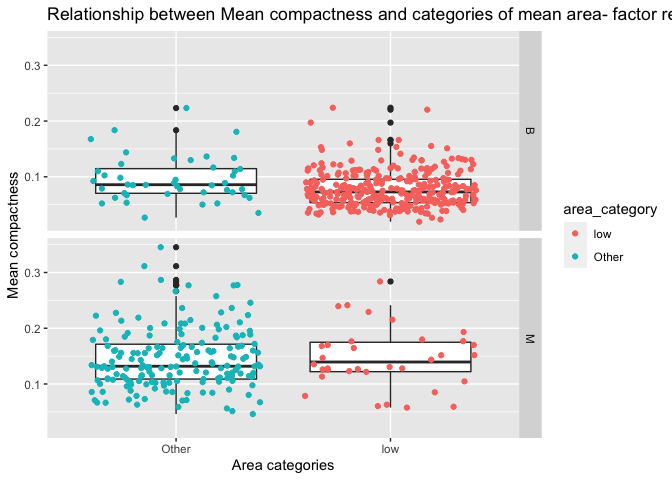 Relationship between Mean compactness and categories of mean area- factor re
Mean compactness
0.3
0.2
0.1
B
0.3
0.2
0.1
M
Other
low
Area categories
area_category
low
Other